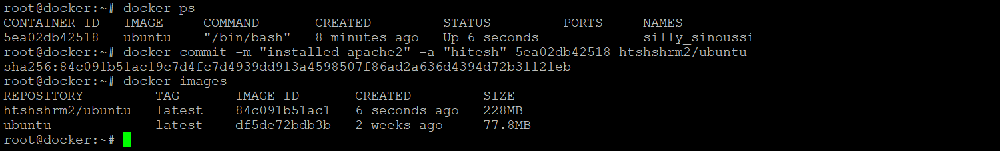 root@docker:~# docker ps
CONTAINER ID   IMAGE     COMMAND       CREATED         STATUS         PORTS     NAMES
5ea02db42518   ubuntu    "/bin/bash"   8 minutes ago   Up 6 seconds             silly_sinoussi
root@docker:~# docker commit -m "installed apache2" -a "hitesh" 5ea02db42518 htshshrm2/ubuntu
sha256:84c091b51ac19c7d4fc7d4939dd913a4598507f86ad2a636d4394d72b31121eb
root@docker:~# docker images
REPOSITORY         TAG       IMAGE ID       CREATED         SIZE
htshshrm2/ubuntu   latest    84c091b51ac1   6 seconds ago   228MB
ubuntu             latest    df5de72bdb3b   2 weeks ago     77.8MB
root@docker:~#